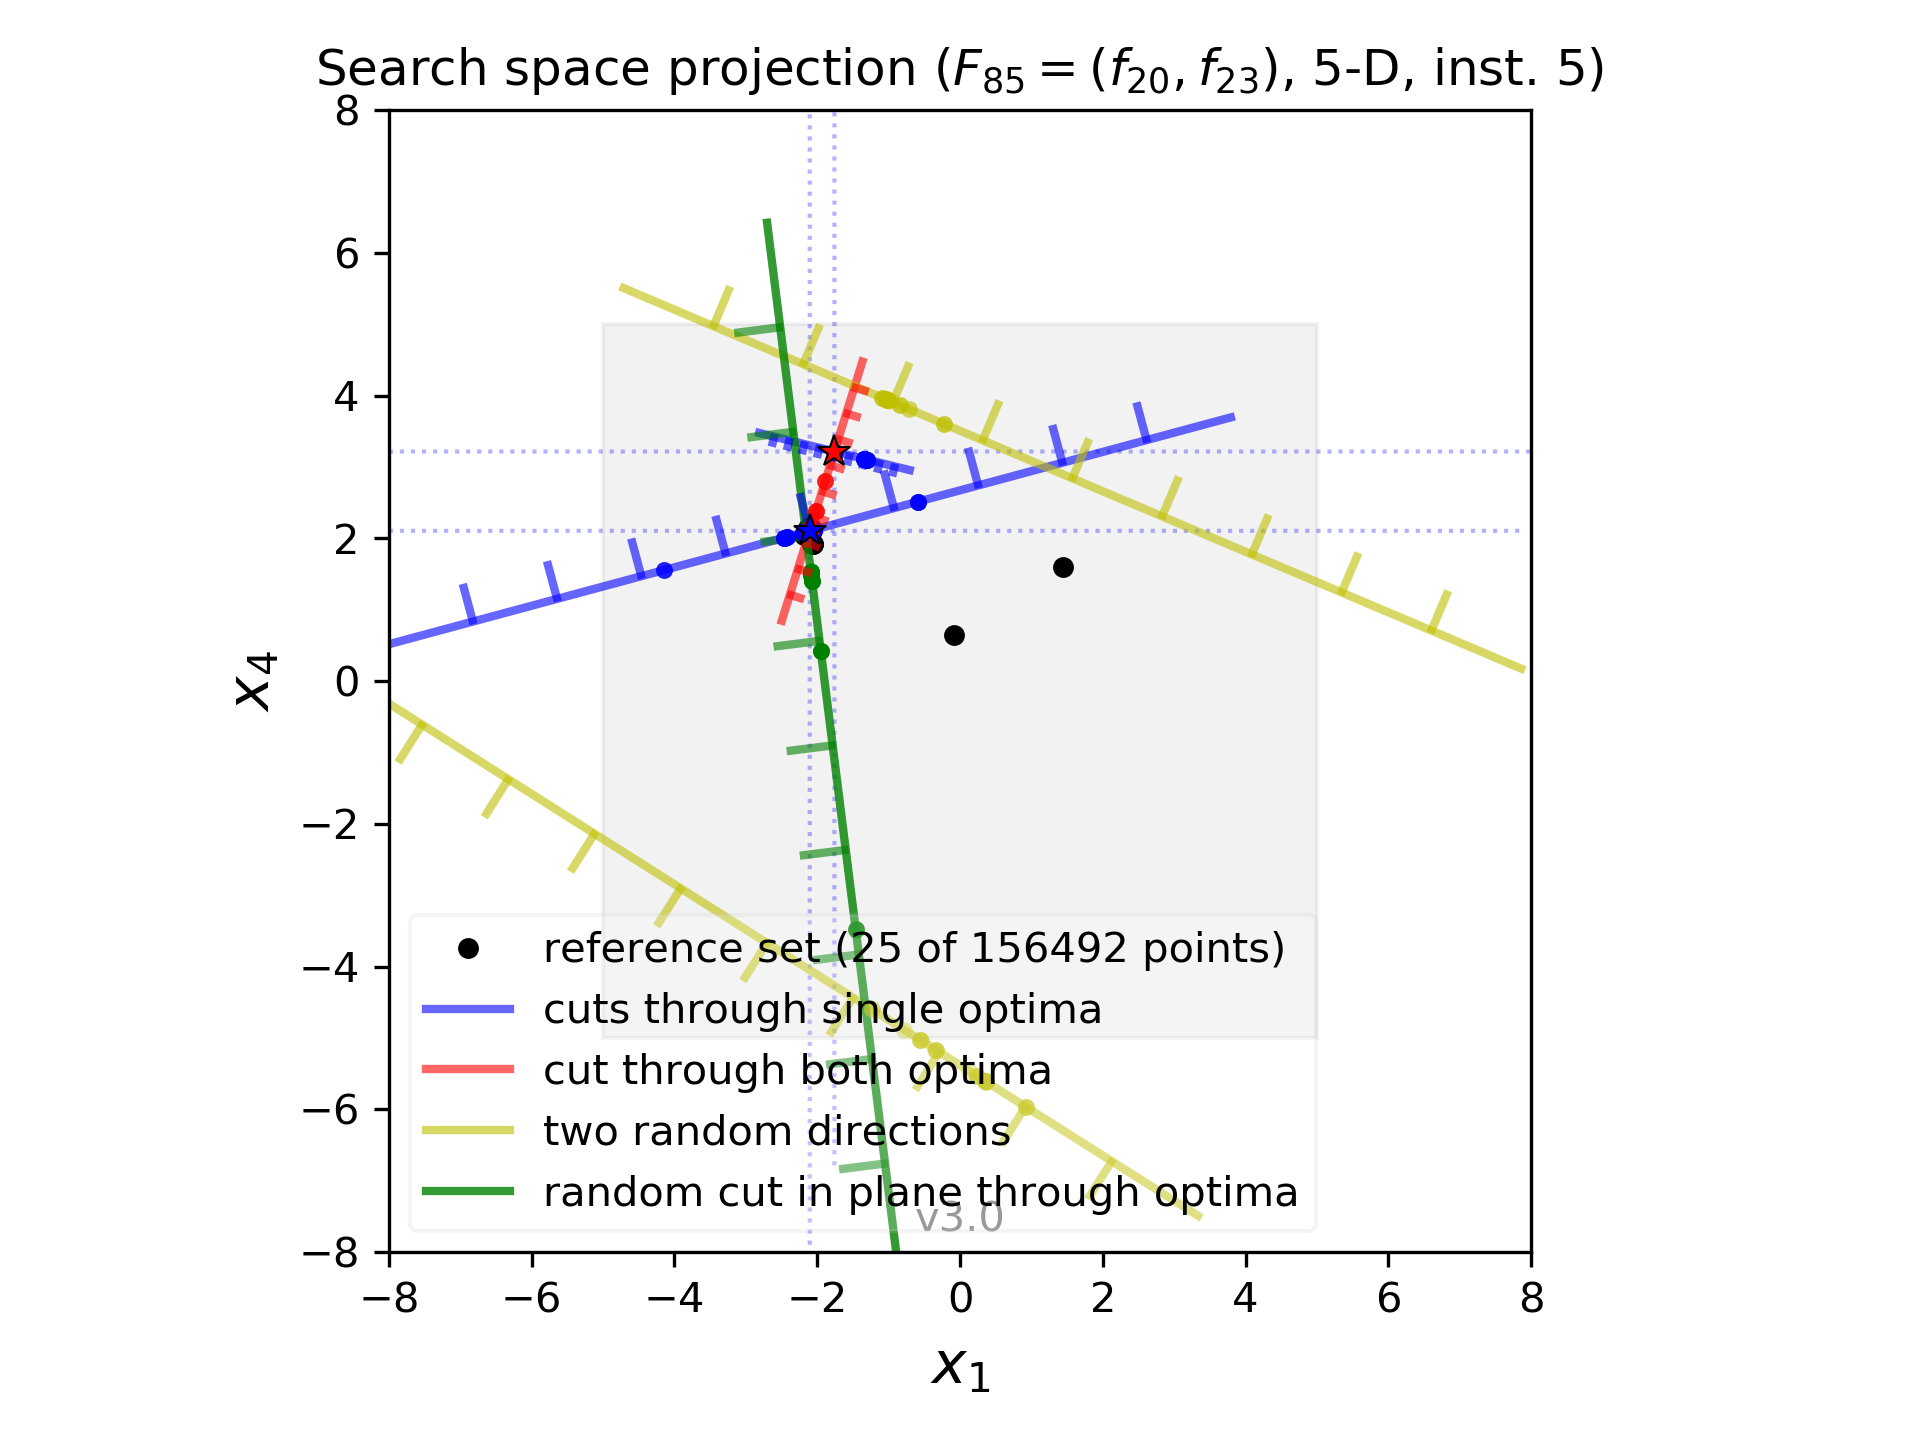 Search space projection (F85 = (f20, f23), 5-D, inst. 5)
8
6
4
2
0
−2
−4
−6
−8
x4
reference set (25 of 156492 points)
cuts through single optima
cut through both optima
two random directions
random cut in plane through optima
v3.0
−8 −6 −4 −2 0 2 4 6 8
x1